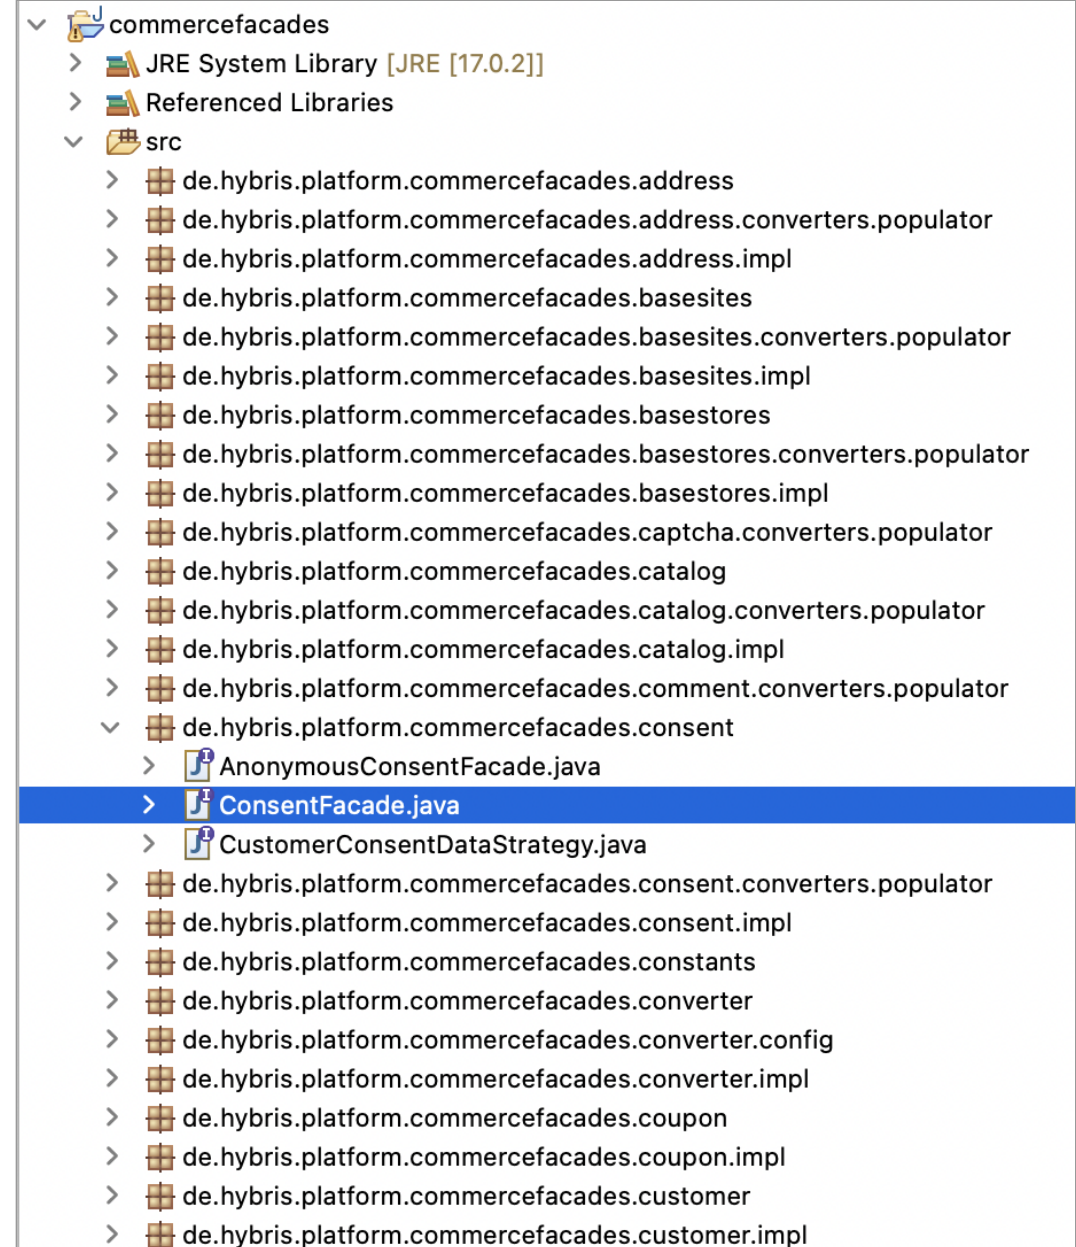 commercefacades
JRE System Library [JRE [17.0.2]]
Referenced Libraries
src
de.hybris.platform.commercefacades.address
de.hybris.platform.commercefacades.address.converters.populator
de.hybris.platform.commercefacades.address.impl
de.hybris.platform.commercefacades.basesites
de.hybris.platform.commercefacades.basesites.converters.populator
de.hybris.platform.commercefacades.basesites.impl
de.hybris.platform.commercefacades.basestores
de.hybris.platform.commercefacades.basestores.converters.populator
de.hybris.platform.commercefacades.basestores.impl
de.hybris.platform.commercefacades.captcha.converters.populator
de.hybris.platform.commercefacades.catalog
de.hybris.platform.commercefacades.catalog.converters.populator
de.hybris.platform.commercefacades.catalog.impl
de.hybris.platform.commercefacades.comment.converters.populator
de.hybris.platform.commercefacades.consent
AnonymousConsentFacade.java
ConsentFacade.java
CustomerConsentDataStrategy.java
de.hybris.platform.commercefacades.consent.converters.populator
de.hybris.platform.commercefacades.consent.impl
de.hybris.platform.commercefacades.constants
de.hybris.platform.commercefacades.converter
de.hybris.platform.commercefacades.converter.config
de.hybris.platform.commercefacades.converter.impl
de.hybris.platform.commercefacades.coupon
de.hybris.platform.commercefacades.coupon.impl
de.hybris.platform.commercefacades.customer
de.hybris.platform.commercefacades.customer.impl